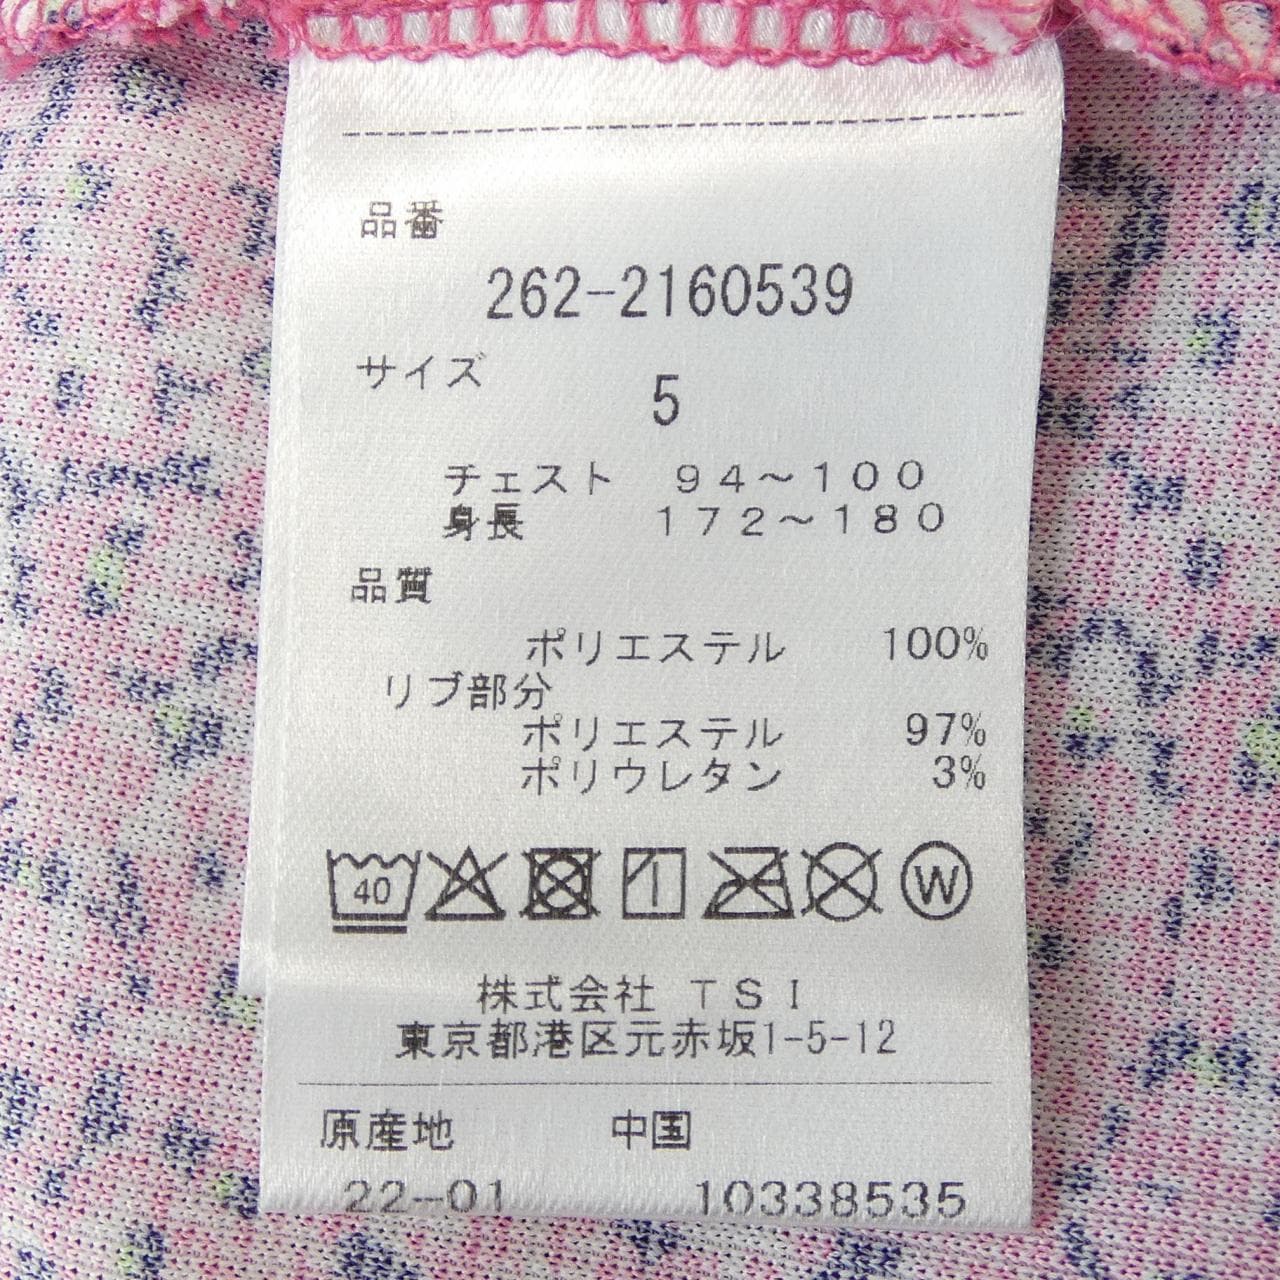 品番
262-2160539
サイズ
5
チェスト 94～100
身長 172～180
品質
ポリエステル 100%
リブ部分
ポリエステル 97%
ポリウレタン 3%
40 W
株式会社 TSI
東京都港区元赤坂1-5-12
原産地 中国
22-01 10338535